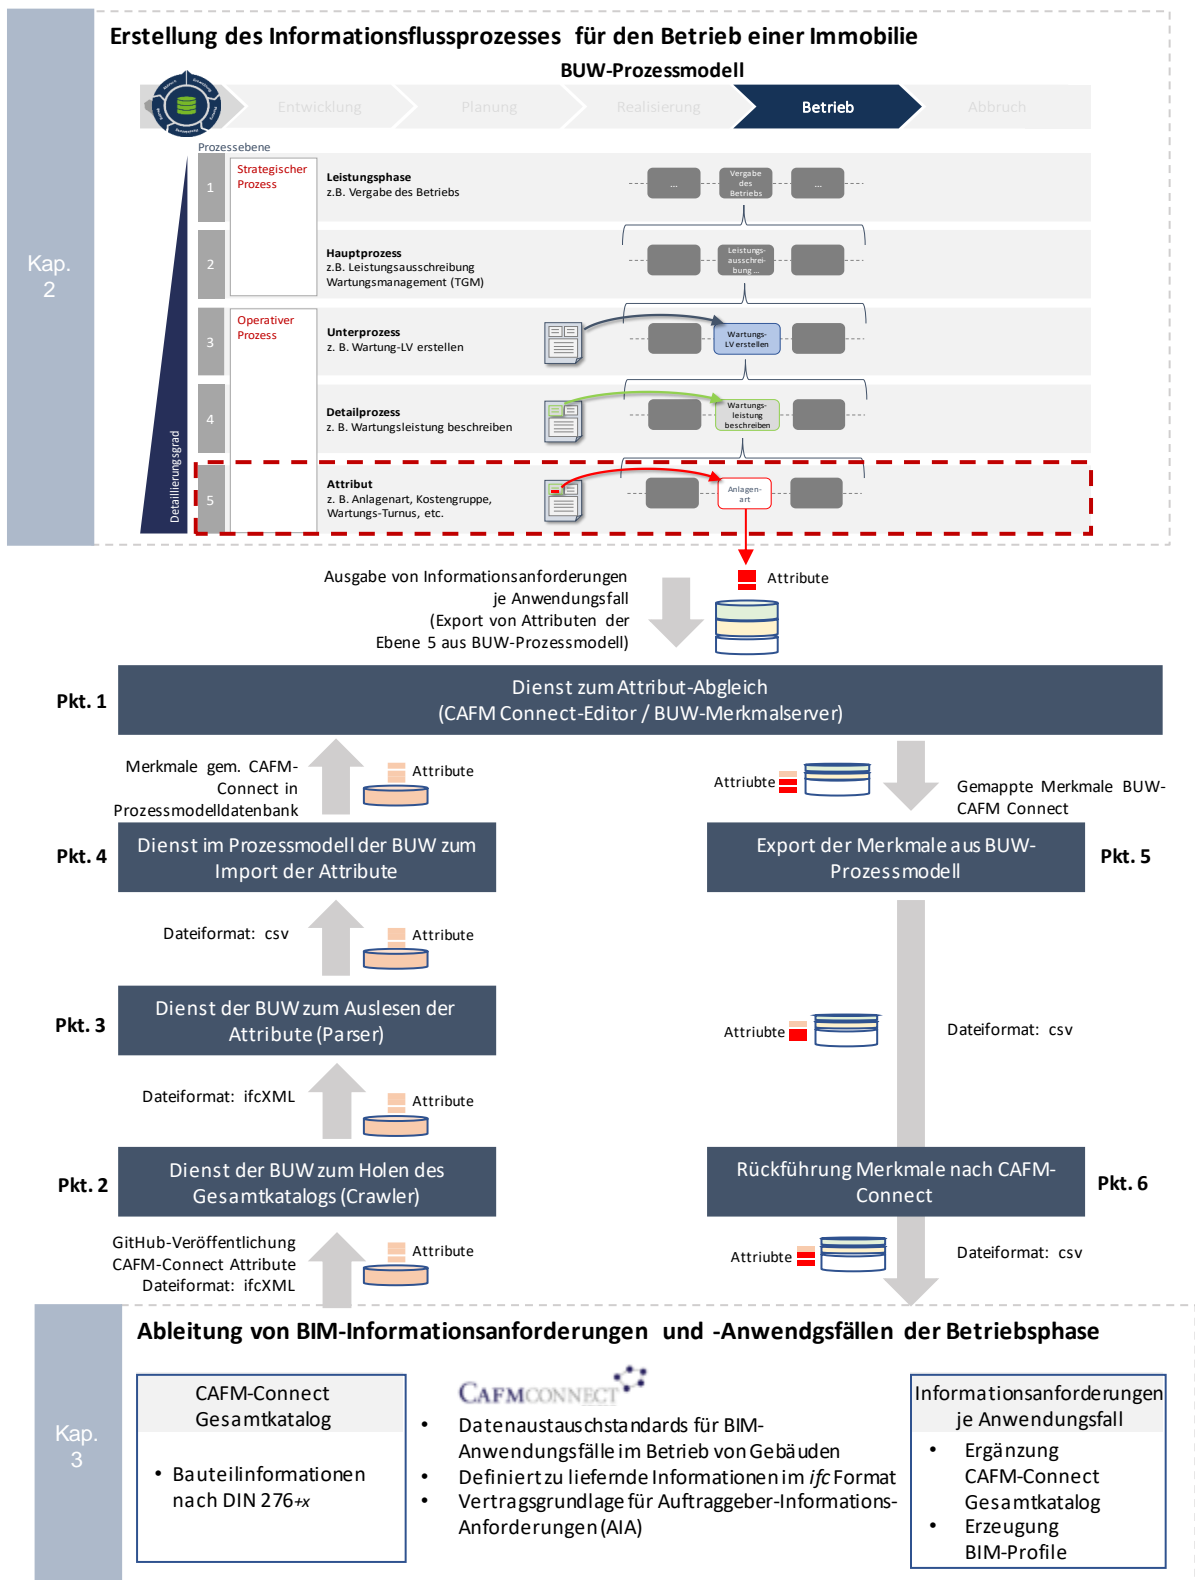 Erstellung des Informationsflussprozesses für den Betrieb einer Immobilie
BUW-Prozessmodell
Entwicklung
Planung
Realisierung
Betrieb
Abbruch
Prozessebene
Kap.
2
Detaillierungsgrad
1
Strategischer
Prozess
Leistungsphase
z.B. Vergabe des Betriebs
...
Vergabe
des
Betriebs
...
2
Hauptprozess
z.B. Leistungsausschreibung
Wartungsmanagement (TGM)
Leistungs-
ausschrei-
bung ...
3
Operativer
Prozess
Unterprozess
z. B. Wartung-LV erstellen
Wartungs-
LV erstellen
4
Detailprozess
z. B. Wartungsleistung beschreiben
Wartungs-
leistung
beschreiben
5
Attribut
z. B. Anlagenart, Kostengruppe,
Wartungs-Turnus, etc.
Anlagen-
art
Ausgabe von Informationsanforderungen
je Anwendungsfall
(Export von Attributen der
Ebene 5 aus BUW-Prozessmodell)
Attribute
Pkt. 1
Dienst zum Attribut-Abgleich
(CAFM Connect-Editor / BUW-Merkmalserver)
Merkmale gem. CAFM-
Connect in
Prozessmodelldatenbank
Attribute
Attriubte
Gemappte Merkmale BUW-
CAFM Connect
Pkt. 4
Dienst im Prozessmodell der BUW zum
Import der Attribute
Export der Merkmale aus BUW-
Prozessmodell
Pkt. 5
Dateiformat: csv
Attribute
Pkt. 3
Dienst der BUW zum Auslesen der
Attribute (Parser)
Attriubte
Dateiformat: csv
Dateiformat: ifcXML
Attribute
Pkt. 2
Dienst der BUW zum Holen des
Gesamtkatalogs (Crawler)
Rückführung Merkmale nach CAFM-
Connect
Pkt. 6
GitHub-Veröffentlichung
CAFM-Connect Attribute
Dateiformat: ifcXML
Attribute
Attriubte
Dateiformat: csv
Kap.
3
Ableitung von BIM-Informationsanforderungen und -Anwendgsfällen der Betriebsphase
CAFM-Connect
Gesamtkatalog
• Bauteilinformationen
nach DIN 276+x
CAFMCONNECT
• Datenaustauschstandards für BIM-
Anwendungsfälle im Betrieb von Gebäuden
• Definiert zu liefernde Informationen im ifc Format
• Vertragsgrundlage für Auftraggeber-Informations-
Anforderungen (AIA)
Informationsanforderungen
je Anwendungsfall
• Ergänzung
CAFM-Connect
Gesamtkatalog
• Erzeugung
BIM-Profile